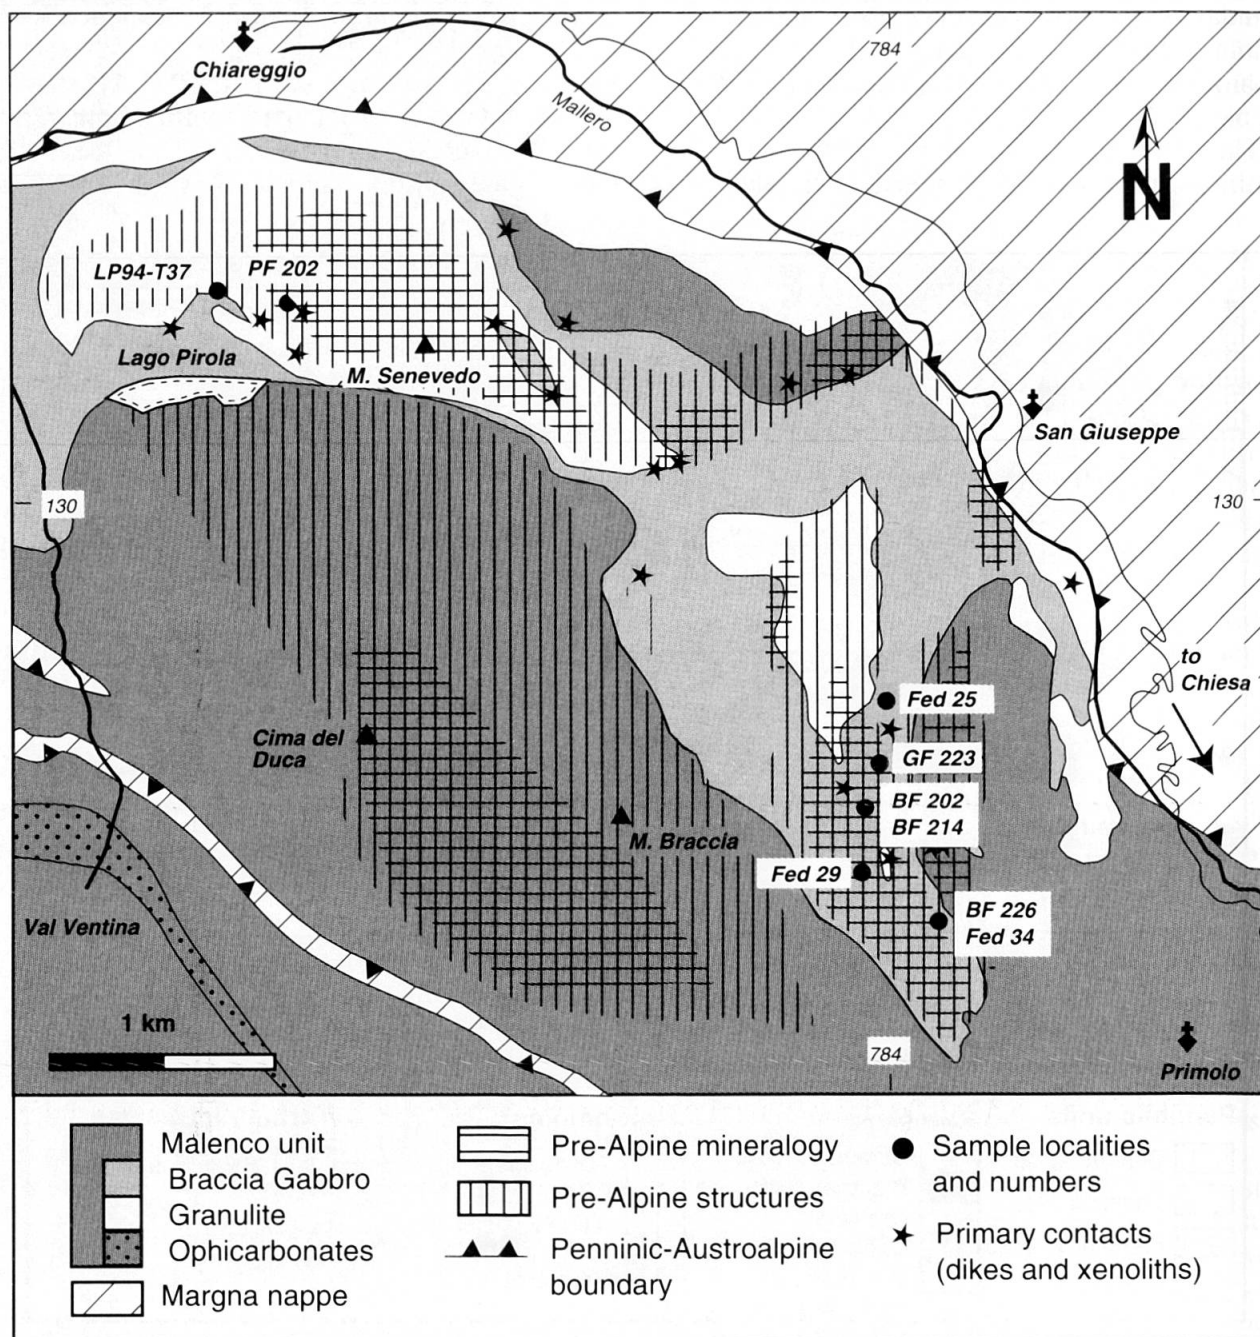 784
Chiareggio
Mallero
N
LP94-T37
PF 202
Lago Pirola
M. Senevedo
San Giuseppe
130
130
to
Chiesa
Fed 25
Cima del
Duca
GF 223
BF 202
BF 214
M. Braccia
Fed 29
BF 226
Fed 34
Val Ventina
1 km
784
Primolo
Malenco unit
Braccia Gabbro
Granulite
Ophicarbonates
Margna nappe
Pre-Alpine mineralogy
Pre-Alpine structures
Penninic-Austroalpine
boundary
Sample localities
and numbers
Primary contacts
(dikes and xenoliths)